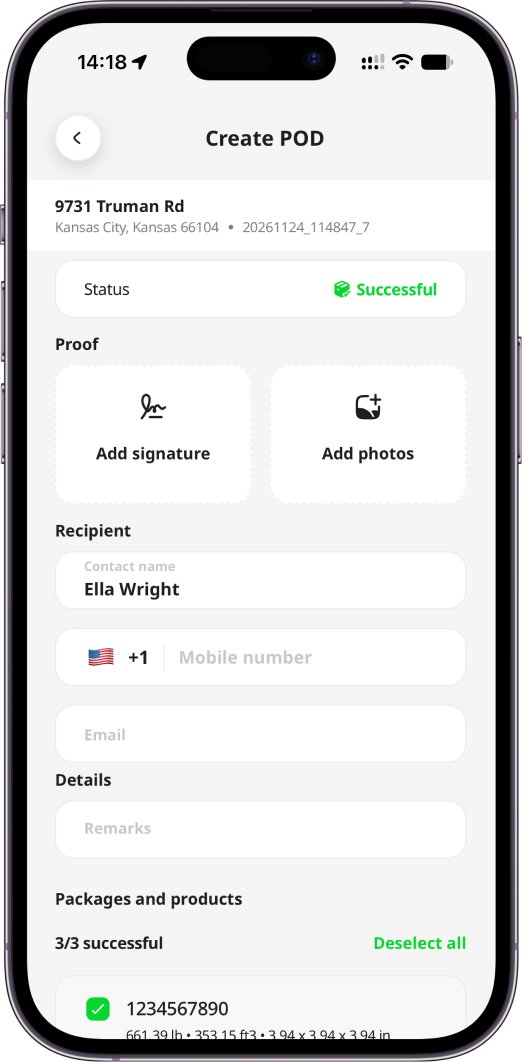 14:18
Create POD
9731 Truman Rd
Kansas City, Kansas 66104 • 20261124_114847_7
Status Successful
Proof
Add signature Add photos
Recipient
Contact name
Ella Wright
+1 Mobile number
Email
Details
Remarks
Packages and products
3/3 successful Deselect all
1234567890
661.39 lb • 353.15 ft3 • 3.94 x 3.94 x 3.94 in